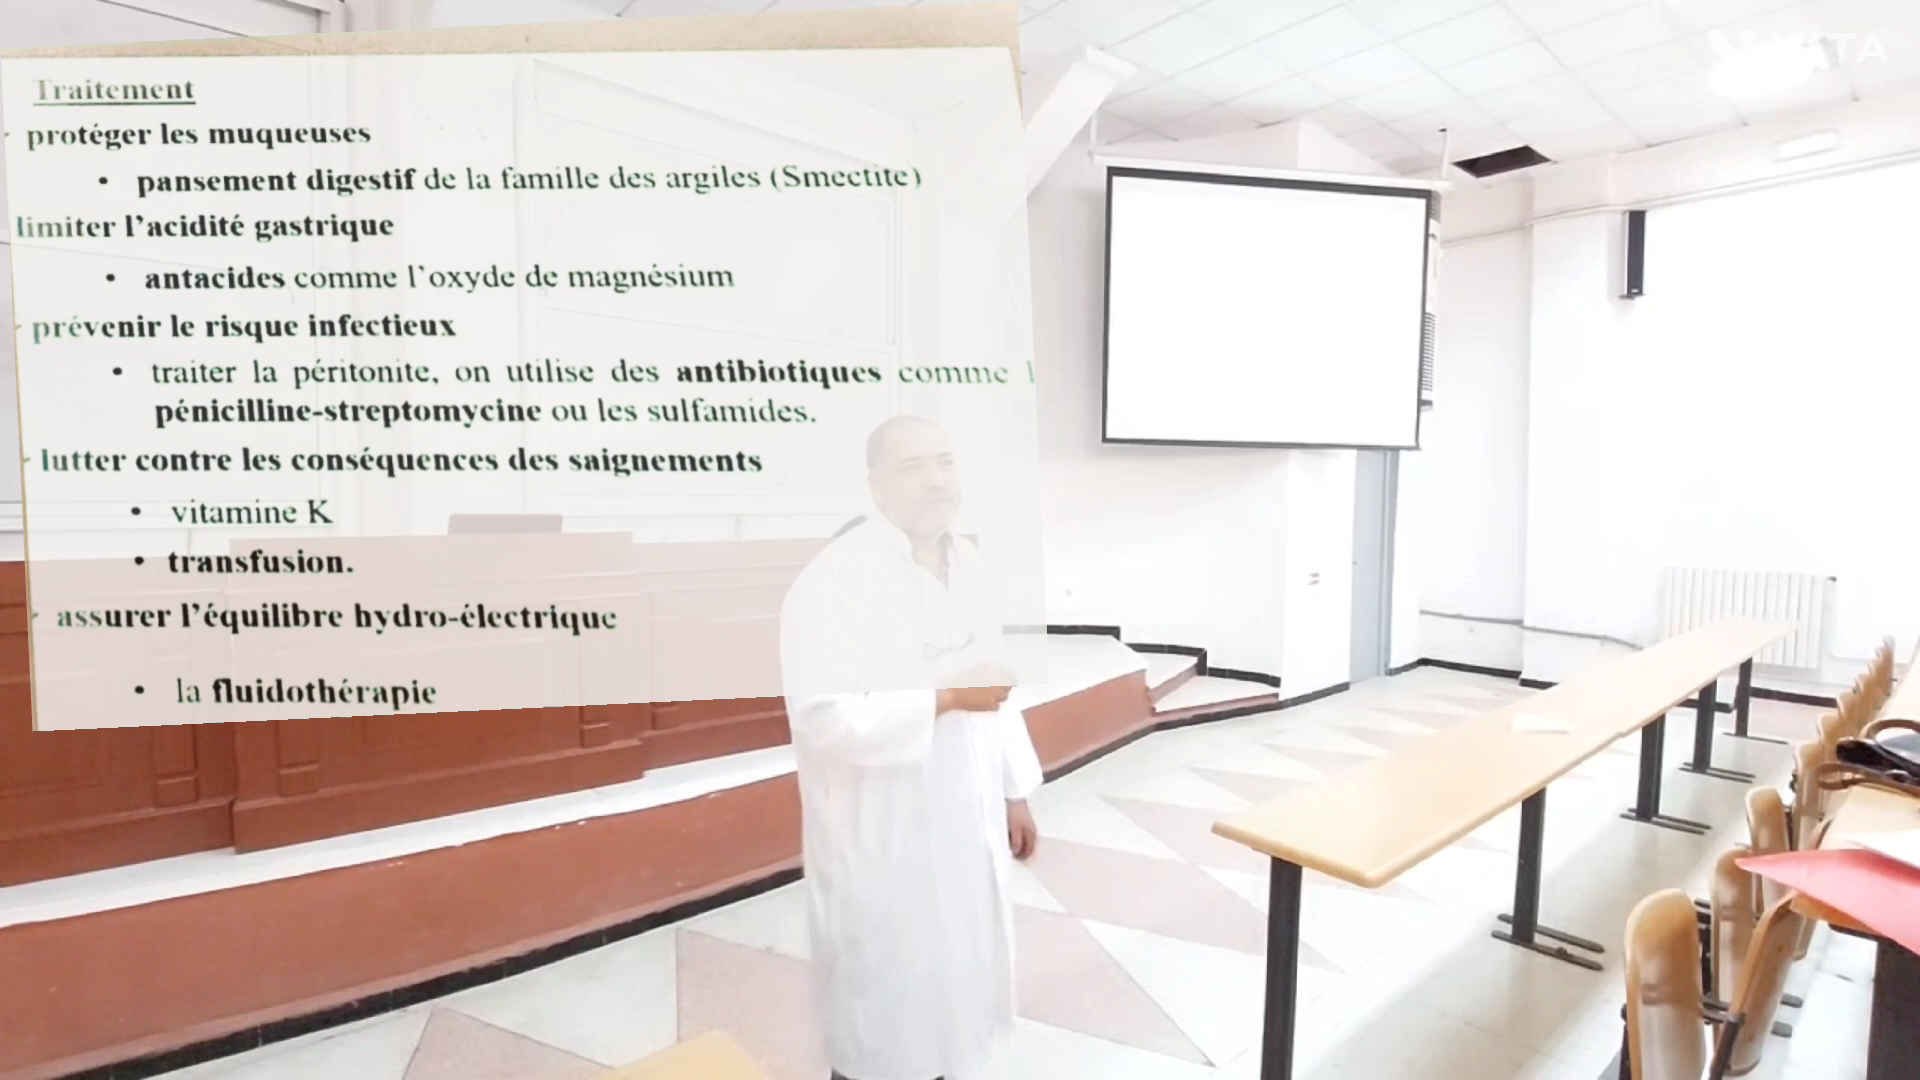 Traitement
- protéger les muqueuses
• pansement digestif de la famille des argiles (Smectite)
limiter l'acidité gastrique
• antacides comme l'oxyde de magnésium
- prévenir le risque infectieux
• traiter la péritonite, on utilise des antibiotiques comme l
pénicilline-streptomycine ou les sulfamides.
- lutter contre les conséquences des saignements
• vitamine K
• transfusion.
- assurer l'équilibre hydro-électrique
• la fluidothérapie